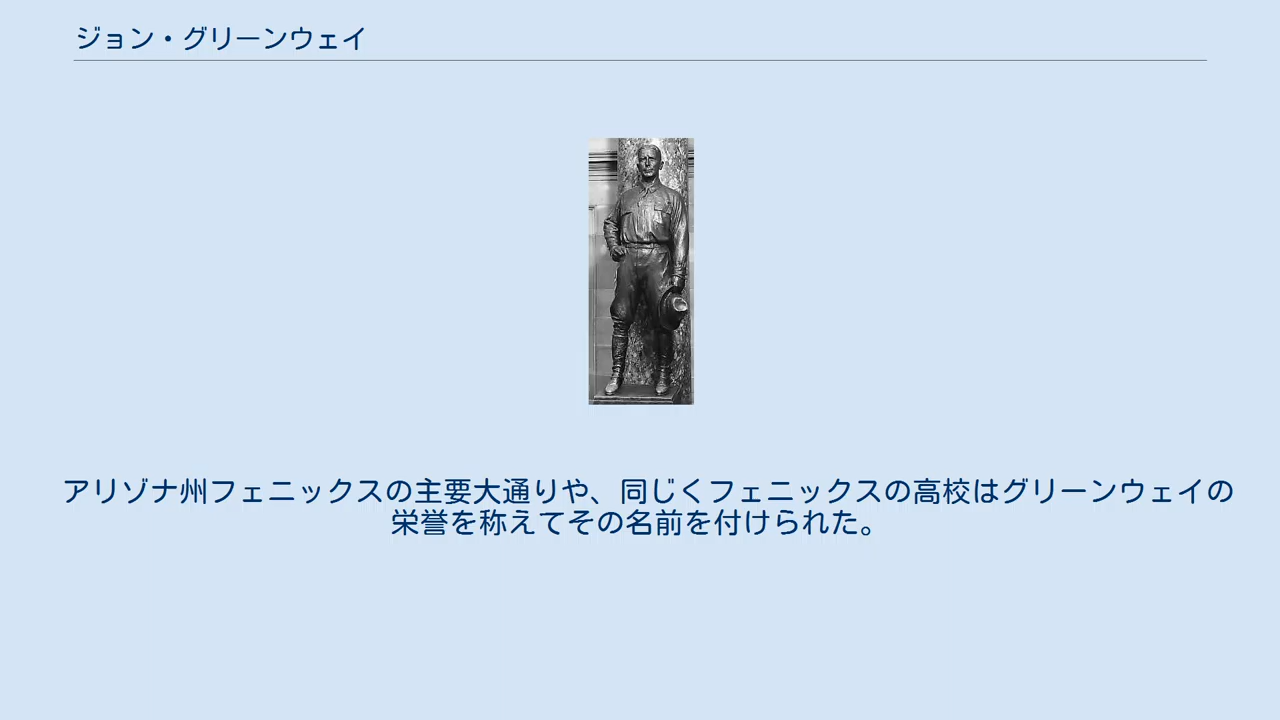 ジョン・グリーンウェイ
アリゾナ州フェニックスの主要大通りや、同じくフェニックスの高校はグリーンウェイの
栄誉を称えてその名前を付けられた。